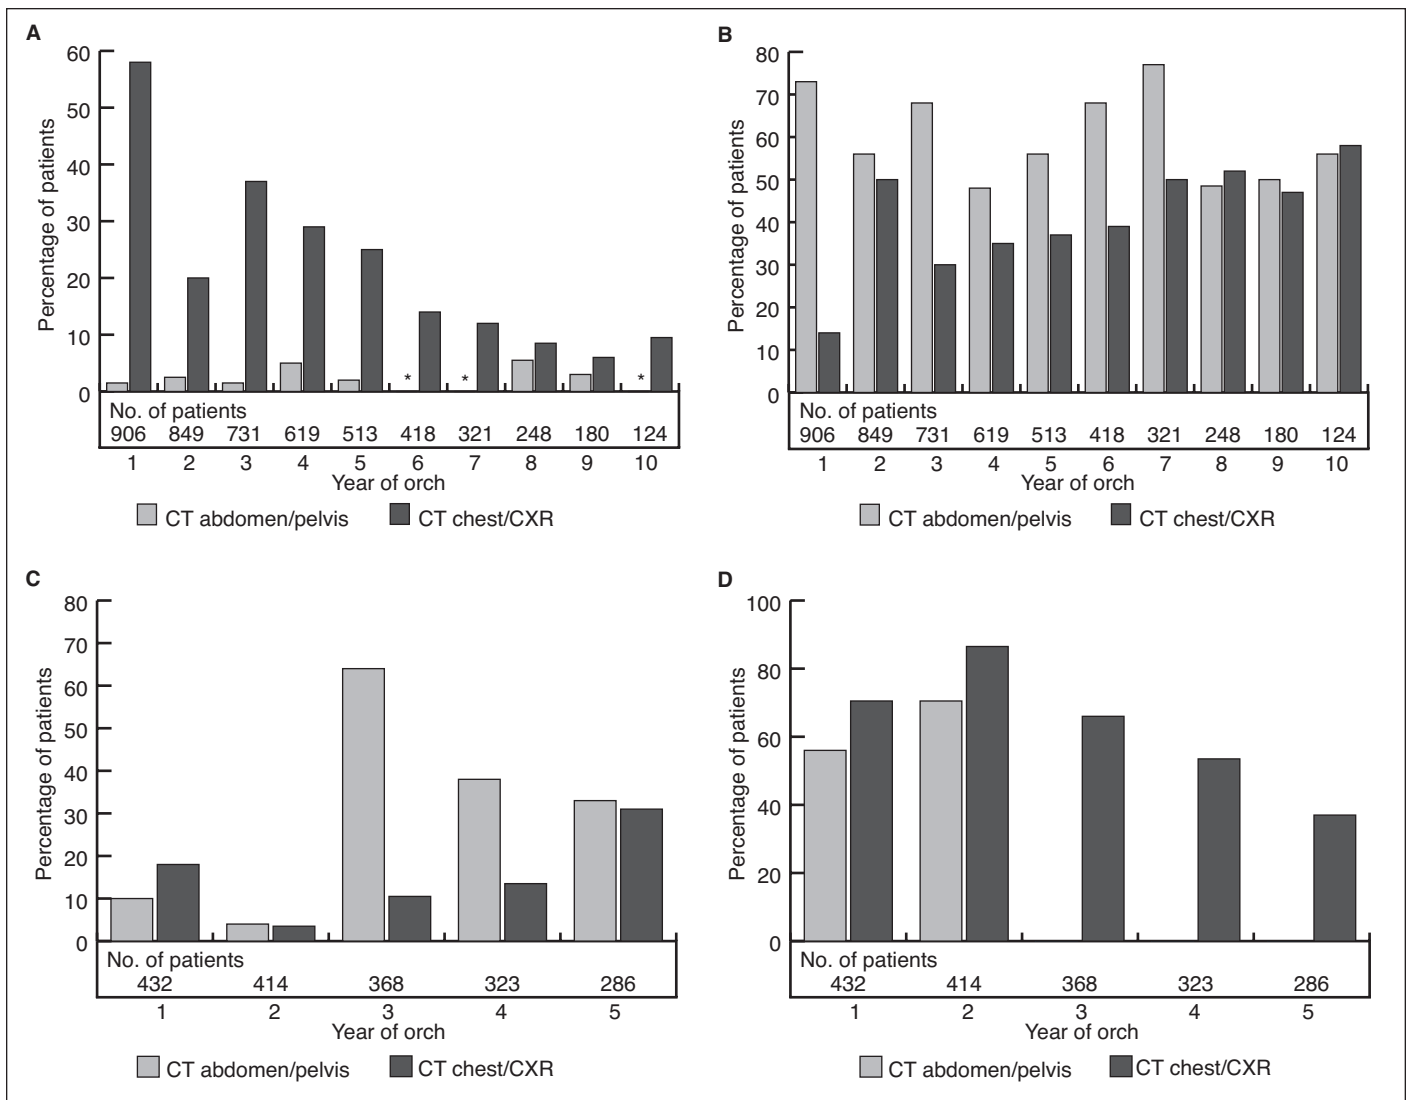 A
Percentage of patients
60
50
40
30
20
10
0
* * *
No. of patients
906 849 731 619 513 418 321 248 180 124
1 2 3 4 5 6 7 8 9 10
Year of orch
CT abdomen/pelvis CT chest/CXR
B
Percentage of patients
80
70
60
50
40
30
20
10
0
No. of patients
906 849 731 619 513 418 321 248 180 124
1 2 3 4 5 6 7 8 9 10
Year of orch
CT abdomen/pelvis CT chest/CXR
C
Percentage of patients
80
70
60
50
40
30
20
10
0
No. of patients
432 414 368 323 286
1 2 3 4 5
Year of orch
CT abdomen/pelvis CT chest/CXR
D
Percentage of patients
100
80
60
40
20
0
No. of patients
432 414 368 323 286
1 2 3 4 5
Year of orch
CT abdomen/pelvis CT chest/CXR